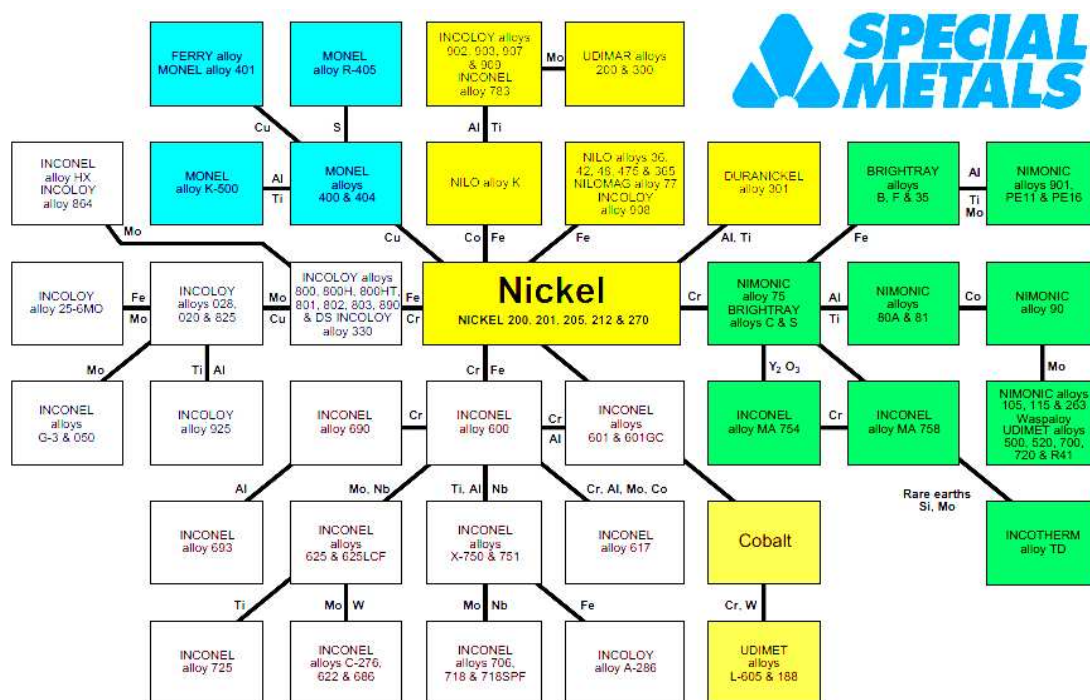 SPECIAL
METALS
FERRY alloy
MONEL alloy 401
MONEL
alloy R-405
INCOLOY alloys
902, 903, 907
& 909
INCONEL
alloy 783
Mo
UDIMAR alloys
200 & 300
Cu
S
Al
Ti
INCONEL
alloy HX
INCOLOY
alloy 864
MONEL
alloy K-500
Al
Ti
MONEL
alloys
400 & 404
NILO alloy K
NILO alloys 36,
42, 48, 475 & 365
NILOMAG alloy 77
INCOLOY
alloy 908
DURANICKEL
alloy 301
BRIGHTRAY
alloys
B, F & 35
Al
Ti
Mo
NIMONIC
alloys 901,
PE11 & PE16
Mo
Cu
Co
Fe
Fe
Al, Ti
Fe
INCOLOY
alloy 25-6MO
Fe
Mo
INCOLOY
alloys 028,
020 & 825
Mo
Cu
INCOLOY alloys
800, 800H, 800HT,
801, 802, 803, 890
& DS INCOLOY
alloy 330
Fe
Cr
Nickel
NICKEL 200, 201, 205, 212 & 270
Cr
NIMONIC
alloy 75
BRIGHTRAY
alloys C & S
Al
Ti
NIMONIC
alloys
80A & 81
Co
NIMONIC
alloy 90
Mo
Ti
Al
Cr
Fe
Y2 O3
Mo
INCONEL
alloys
G-3 & 050
INCOLOY
alloy 925
INCONEL
alloy 690
Cr
INCONEL
alloy 600
Cr
Al
INCONEL
alloys
601 & 601GC
INCONEL
alloy MA 754
Cr
INCONEL
alloy MA 758
NIMONIC alloys
105, 115 & 263
Waspaloy
UDIMET alloys
500, 520, 700,
720 & R41
Al
Mo, Nb
Ti, Al
Nb
Cr, Al, Mo, Co
Rare earths
Si, Mo
INCONEL
alloy 693
INCONEL
alloys
625 & 625LCF
INCONEL
alloys
X-750 & 751
INCONEL
alloy 617
Cobalt
INCOTHERM
alloy TD
Ti
Mo
W
Mo
Nb
Fe
Cr, W
INCONEL
alloy 725
INCONEL
alloys C-276,
622 & 686
INCONEL
alloys 706,
718 & 718SPF
INCOLOY
alloy A-286
UDIMET
alloys
L-605 & 188